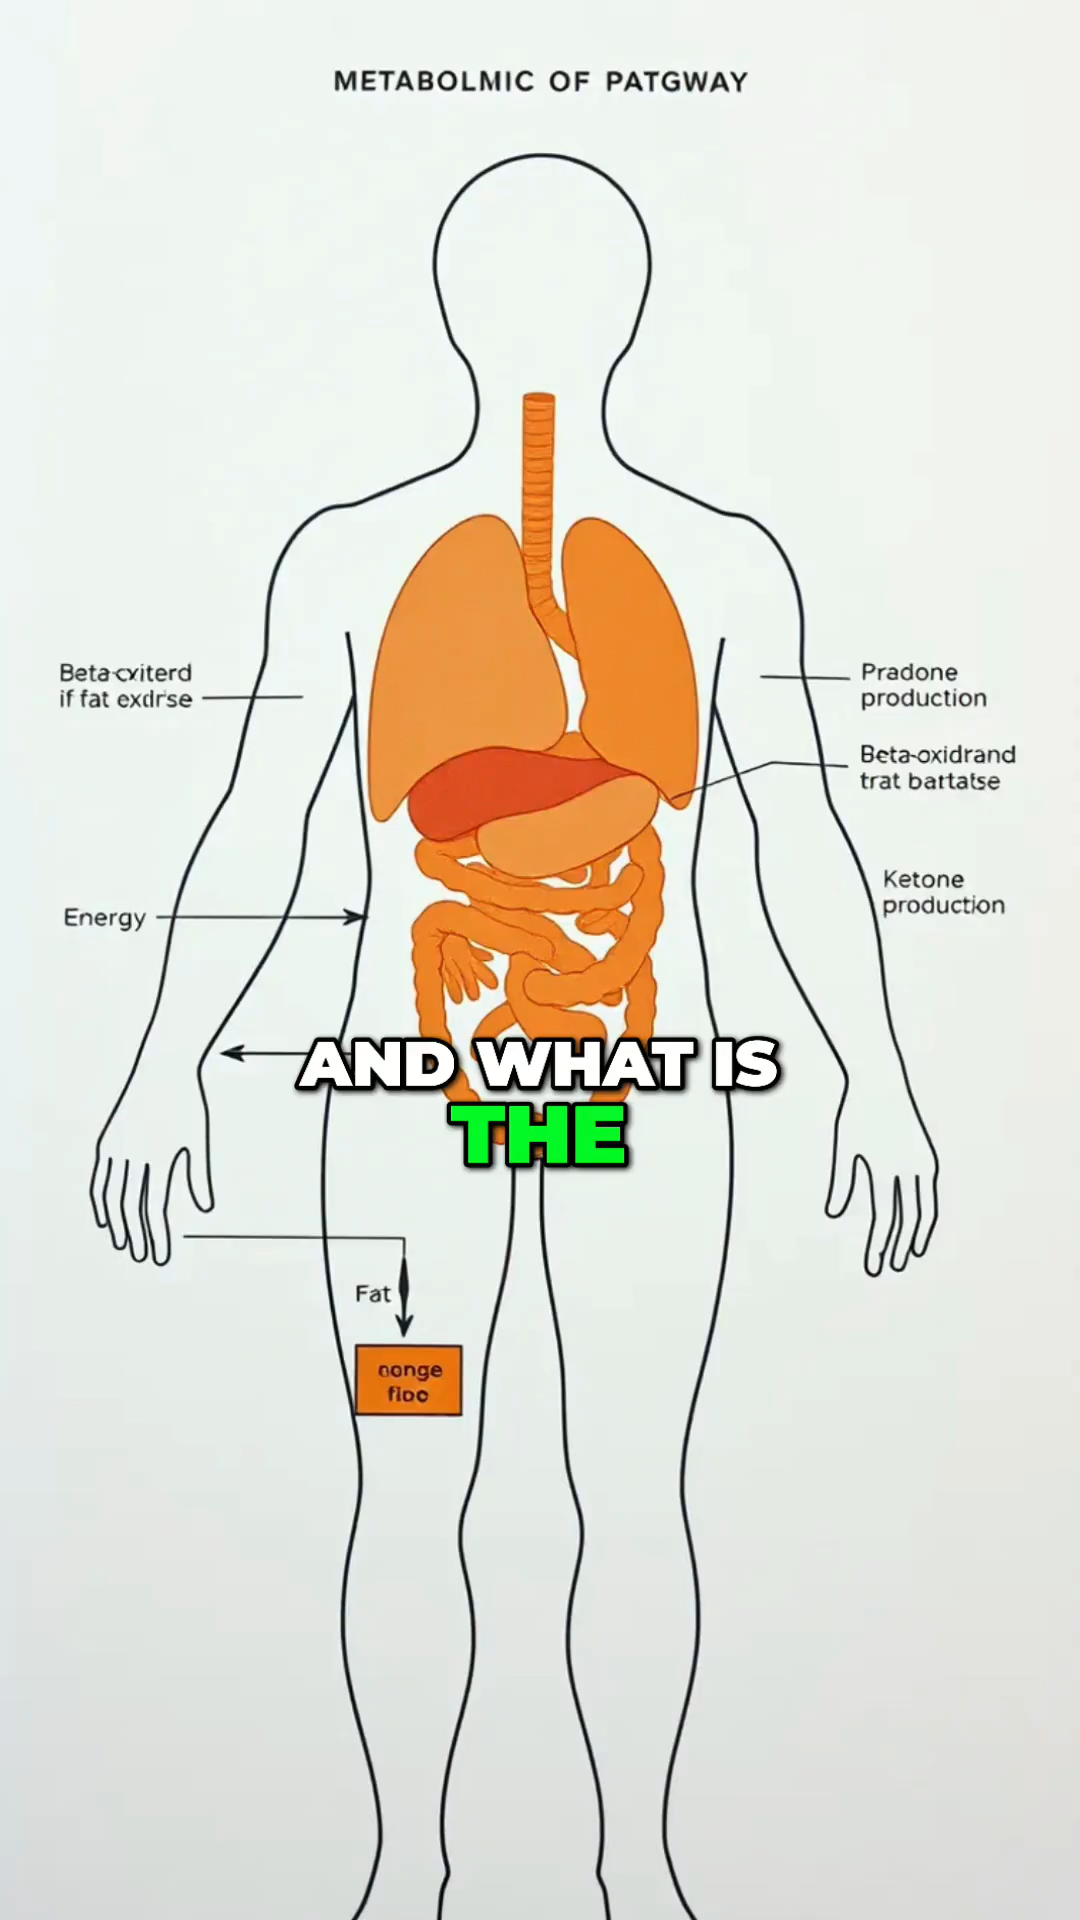 METABOLMIC OF PATGWAY
Beta-cxiterd
if fat exdrse
Pradone
production
Beta-oxidrand
trat bartatse
Ketone
production
Energy
AND WHAT IS
THE
Fat
oonge
floo